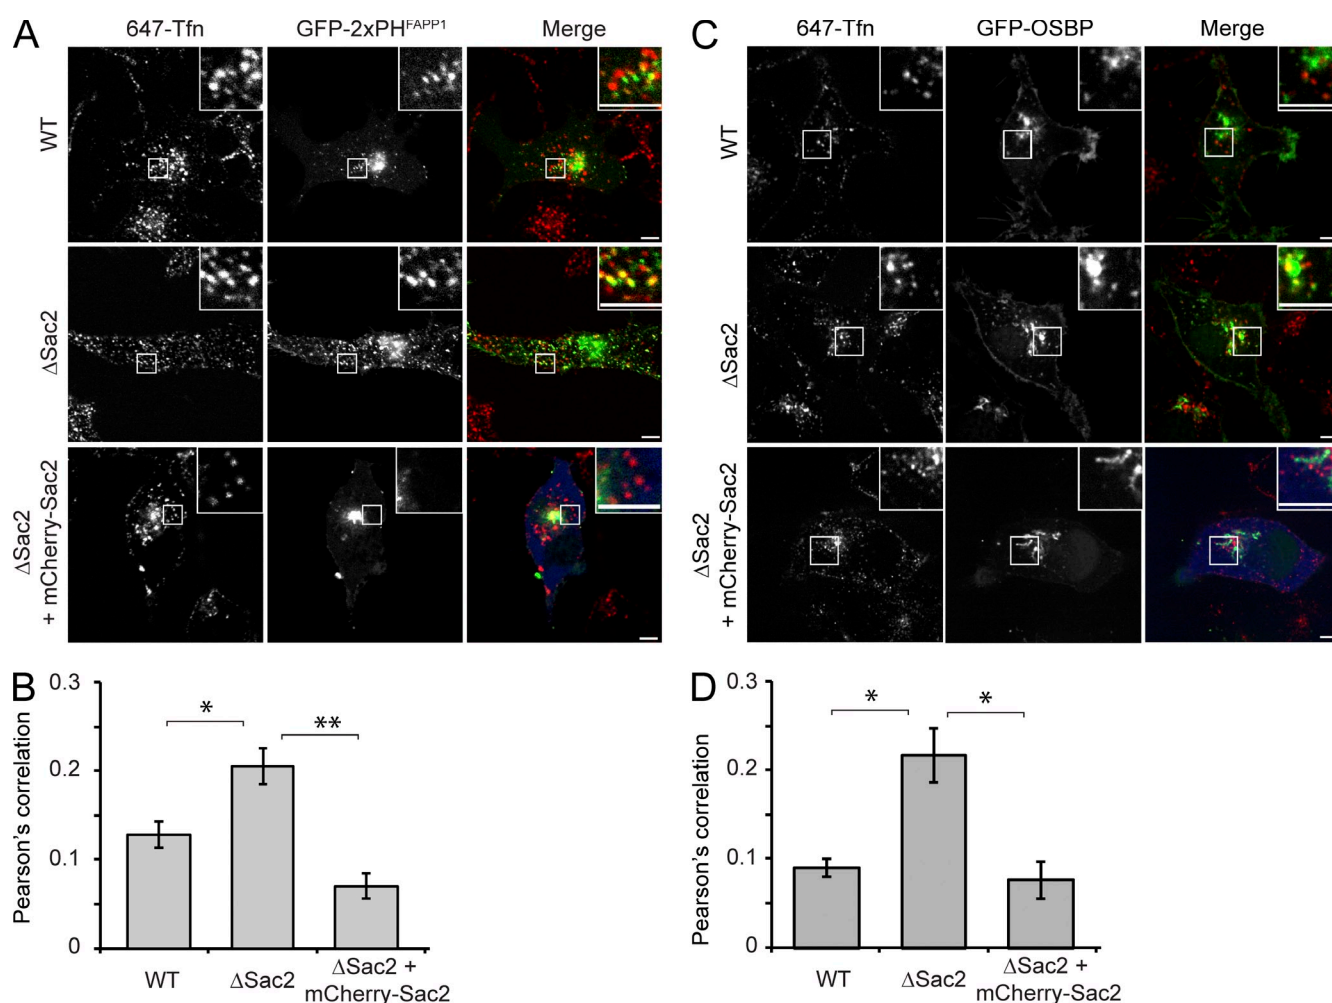 A
647-Tfn GFP-2xPHFAPP1 Merge
WT
ΔSac2
ΔSac2
+ mCherry-Sac2
B
Pearson's correlation
0.3
0.2
0.1
0
*
**
WT ΔSac2 ΔSac2 +
mCherry-Sac2
C
647-Tfn GFP-OSBP Merge
WT
ΔSac2
ΔSac2
+ mCherry-Sac2
D
Pearson's correlation
0.3
0.2
0.1
0
*
*
WT ΔSac2 ΔSac2 +
mCherry-Sac2